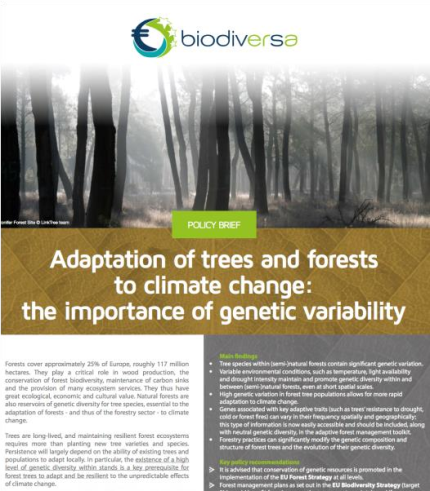 biodiversa
Conifer Forest Site © LinkTree team
POLICY BRIEF
Adaptation of trees and forests
to climate change:
the importance of genetic variability
Forests cover approximately 25% of Europe, roughly 117 million
hectares. They play a critical role in wood production, the
conservation of forest biodiversity, maintenance of carbon sinks
and the provision of many ecosystem services. They thus have
great ecological, economic and cultural value. Natural forests are
also reservoirs of genetic diversity for tree species, essential to the
adaptation of forests - and thus of the forestry sector - to climate
change.
Trees are long-lived, and maintaining resilient forest ecosystems
requires more than planting new tree varieties and species.
Persistence will largely depend on the ability of existing trees and
populations to adapt locally. In particular, the existence of a high
level of genetic diversity within stands is a key prerequisite for
forest trees to adapt and be resilient to the unpredictable effects
of climate change.
Main findings
• Tree species within (semi-)natural forests contain significant genetic variation.
• Variable environmental conditions, such as temperature, light availability
and drought intensity maintain and promote genetic diversity within and
between (semi-)natural forests, even at short spatial scales.
• High genetic variation in forest tree populations allows for more rapid
adaptation to climate change.
• Genes associated with key adaptive traits (such as trees' resistance to drought,
cold or forest fires) can vary in their frequency spatially and geographically;
this type of information is now easily accessible and should be included, along
with neutral genetic diversity, in the adaptive forest management toolkit.
• Forestry practices can significantly modify the genetic composition and
structure of forest trees and the evolution of their genetic diversity.
Key policy recommendations
It is advised that conservation of genetic resources is promoted in the
implementation of the EU Forest Strategy at all levels.
Forest management plans as set out in the EU Biodiversity Strategy (target